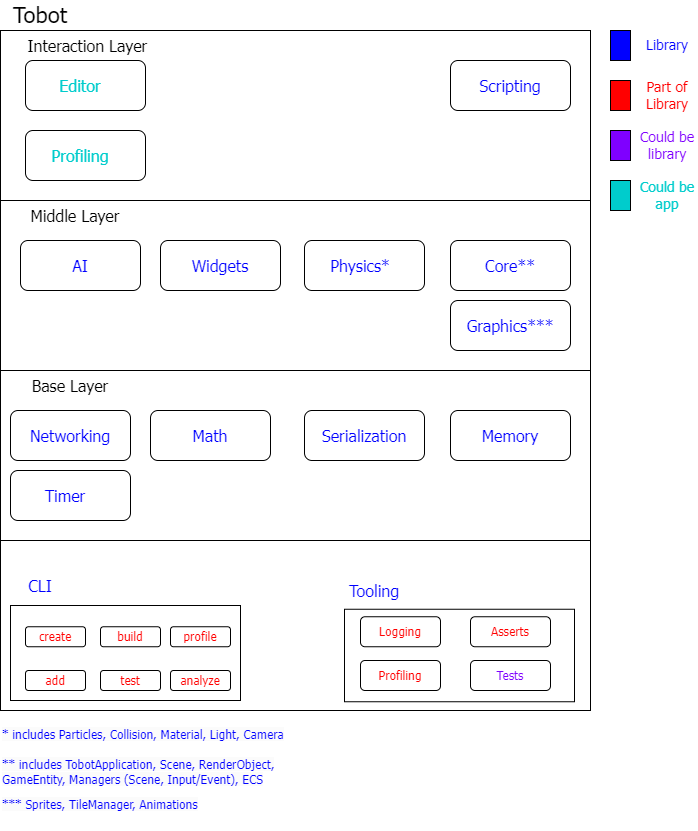 Tobot
Interaction Layer
Editor
Scripting
Profiling
Library
Part of
Library
Could be
library
Could be
app
Middle Layer
AI
Widgets
Physics*
Core**
Graphics***
Base Layer
Networking
Math
Serialization
Memory
Timer
CLI
create
build
profile
add
test
analyze
Tooling
Logging
Asserts
Profiling
Tests
* includes Particles, Collision, Material, Light, Camera
** includes TobotApplication, Scene, RenderObject,
GameEntity, Managers (Scene, Input/Event), ECS
*** Sprites, TileManager, Animations